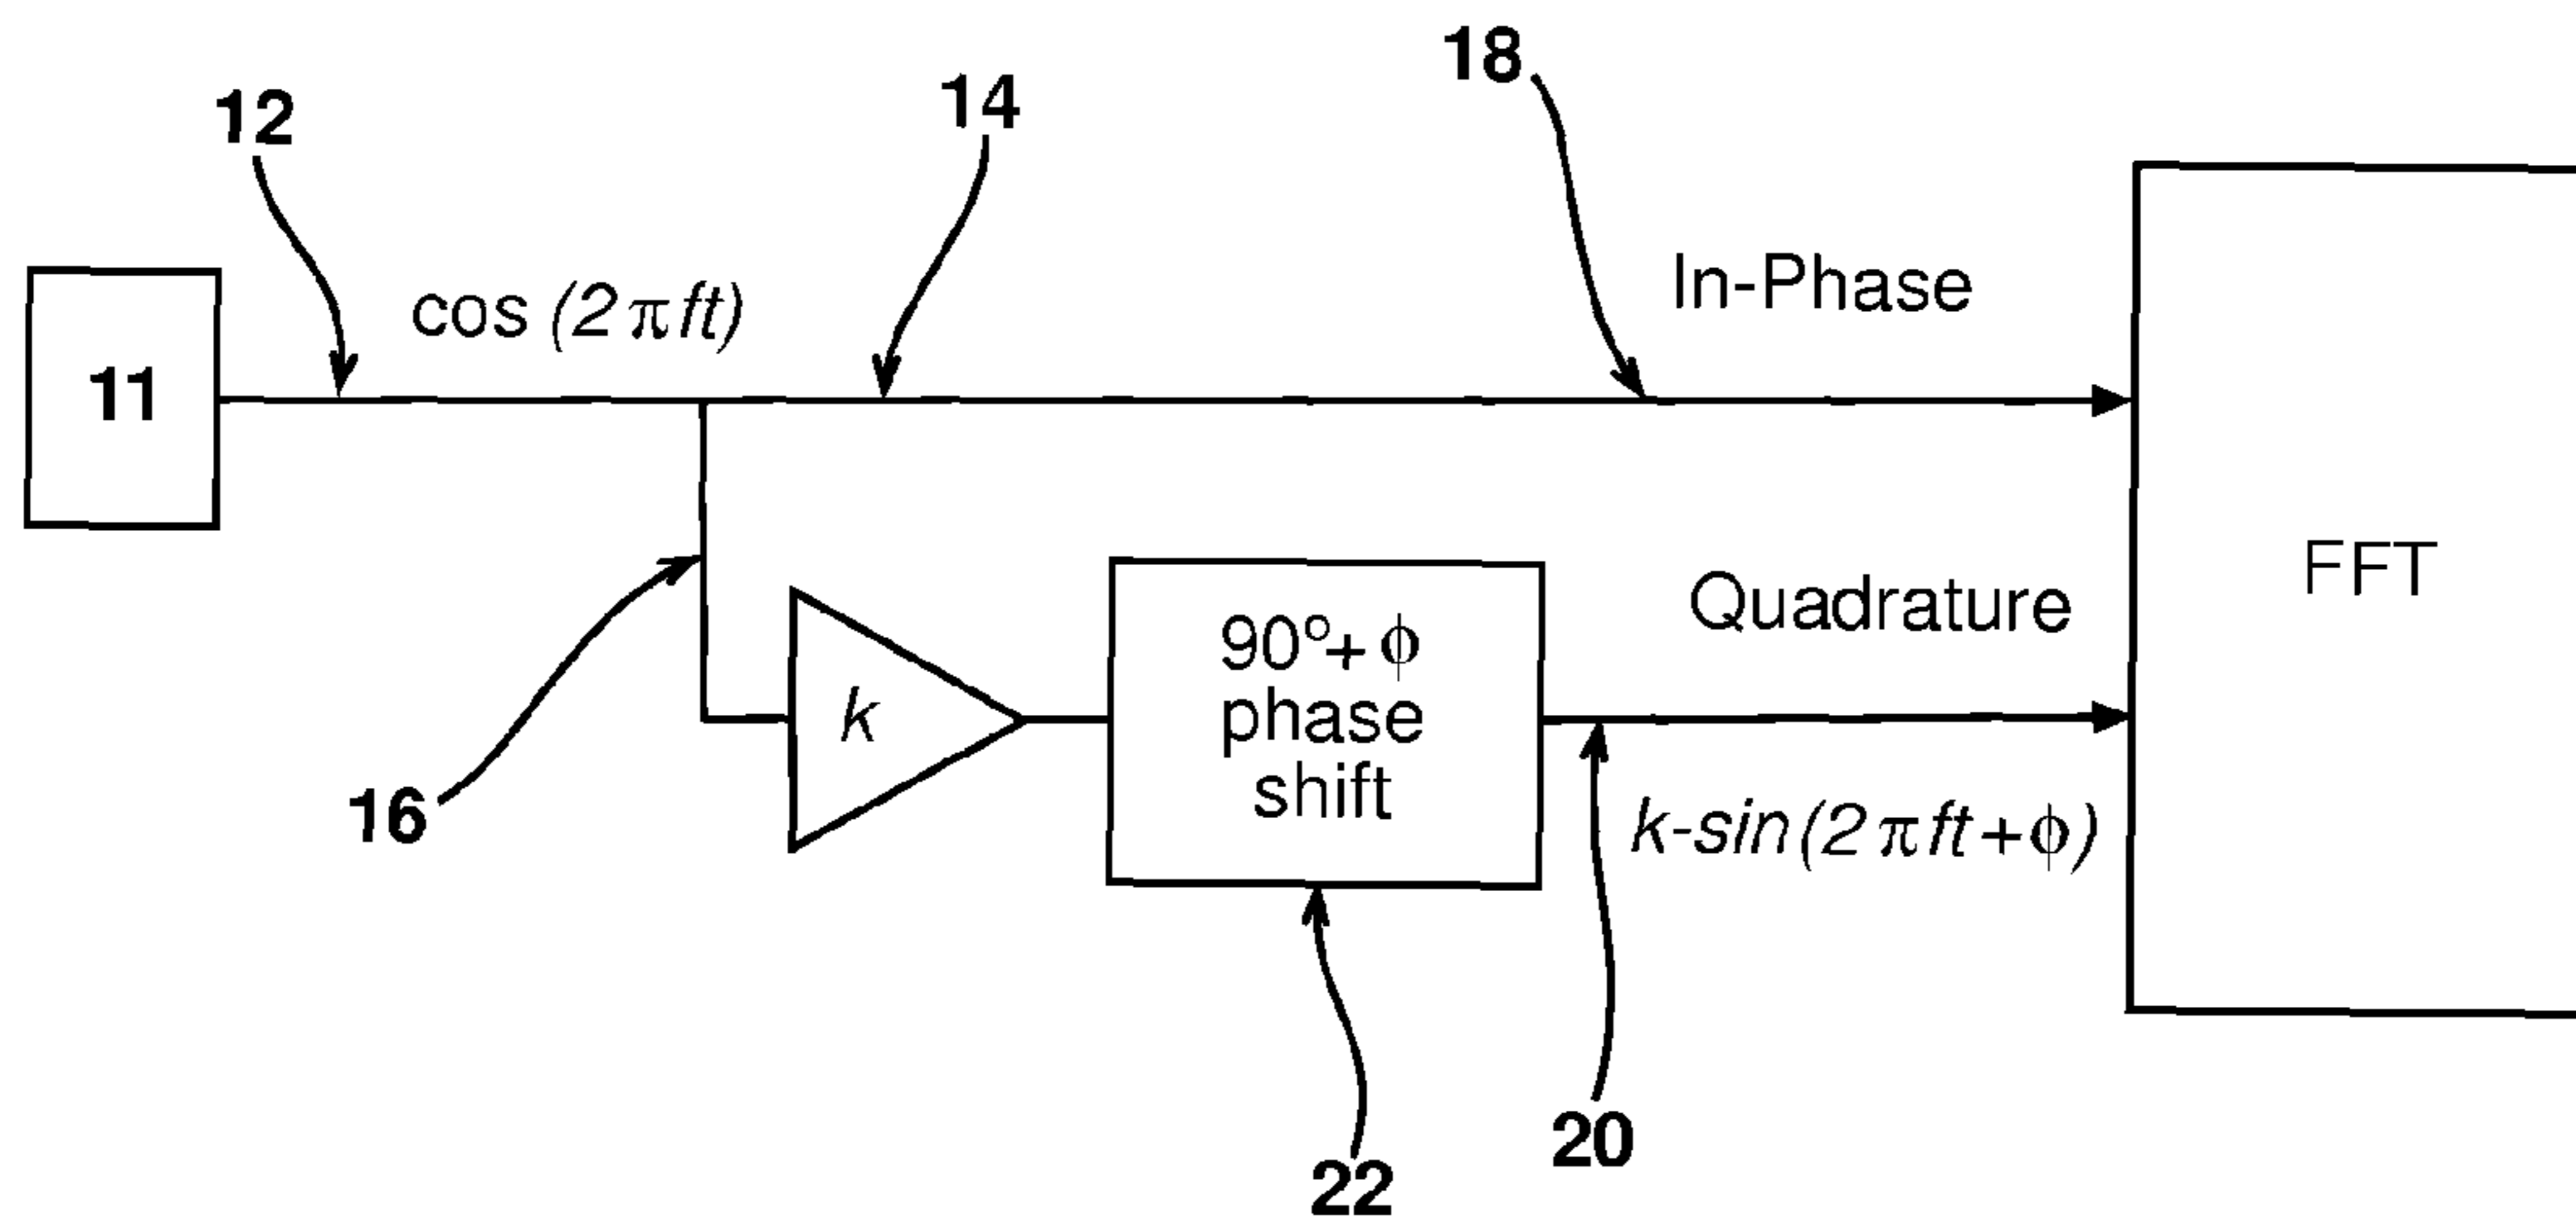 18
14
12
In-Phase
cos (2πft)
11
FFT
Quadrature
90°+ϕ
phase
shift
k
16
k-sin(2πft+ϕ)
20
22